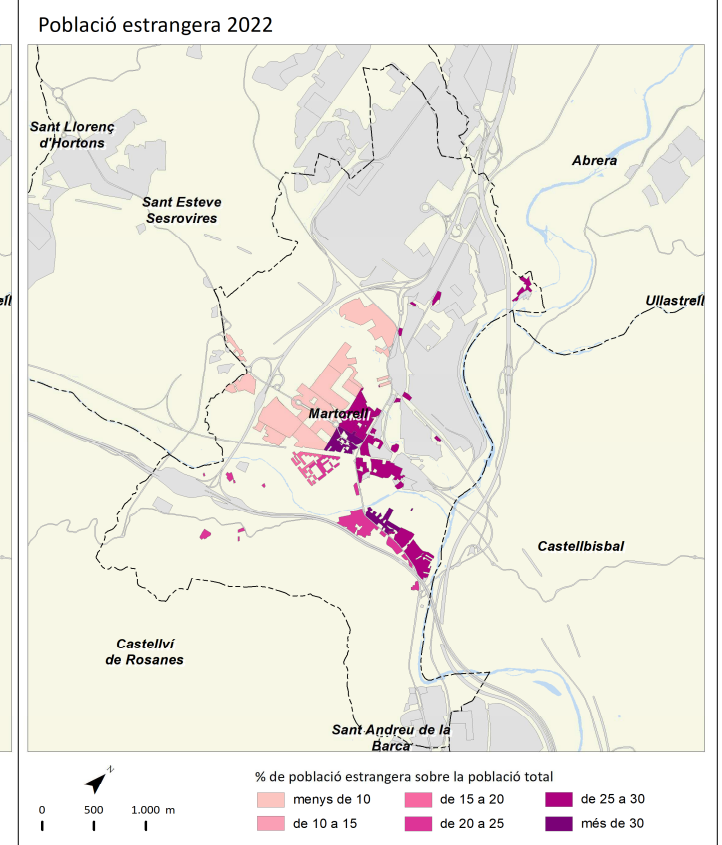 Població estrangera 2022
Sant Llorenç
d'Hortons
Abrera
Sant Esteve
Sesrovires
ell
Ullastrell
Martorell
Castellbisbal
Castellví
de Rosanes
Sant Andreu de la
Barca
N
% de població estrangera sobre la població total
0 500 1.000 m
menys de 10
de 15 a 20
de 25 a 30
de 10 a 15
de 20 a 25
més de 30